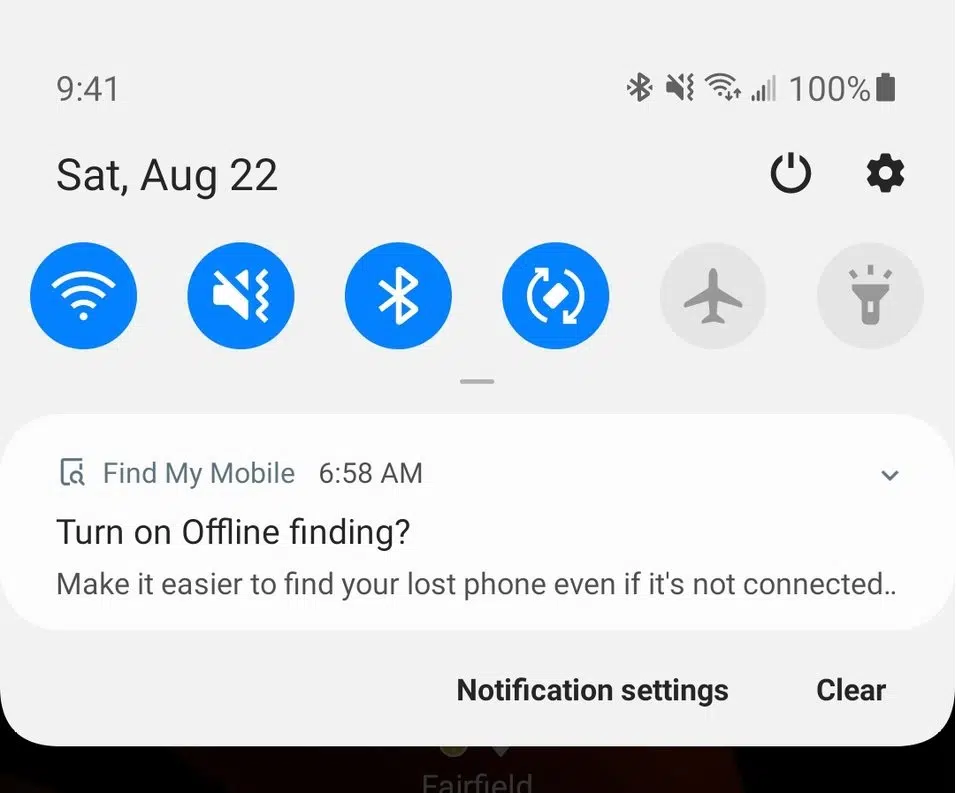 9:41 100%
Sat, Aug 22
Find My Mobile 6:58 AM
Turn on Offline finding?
Make it easier to find your lost phone even if it's not connected..
Notification settings Clear
Fairfield